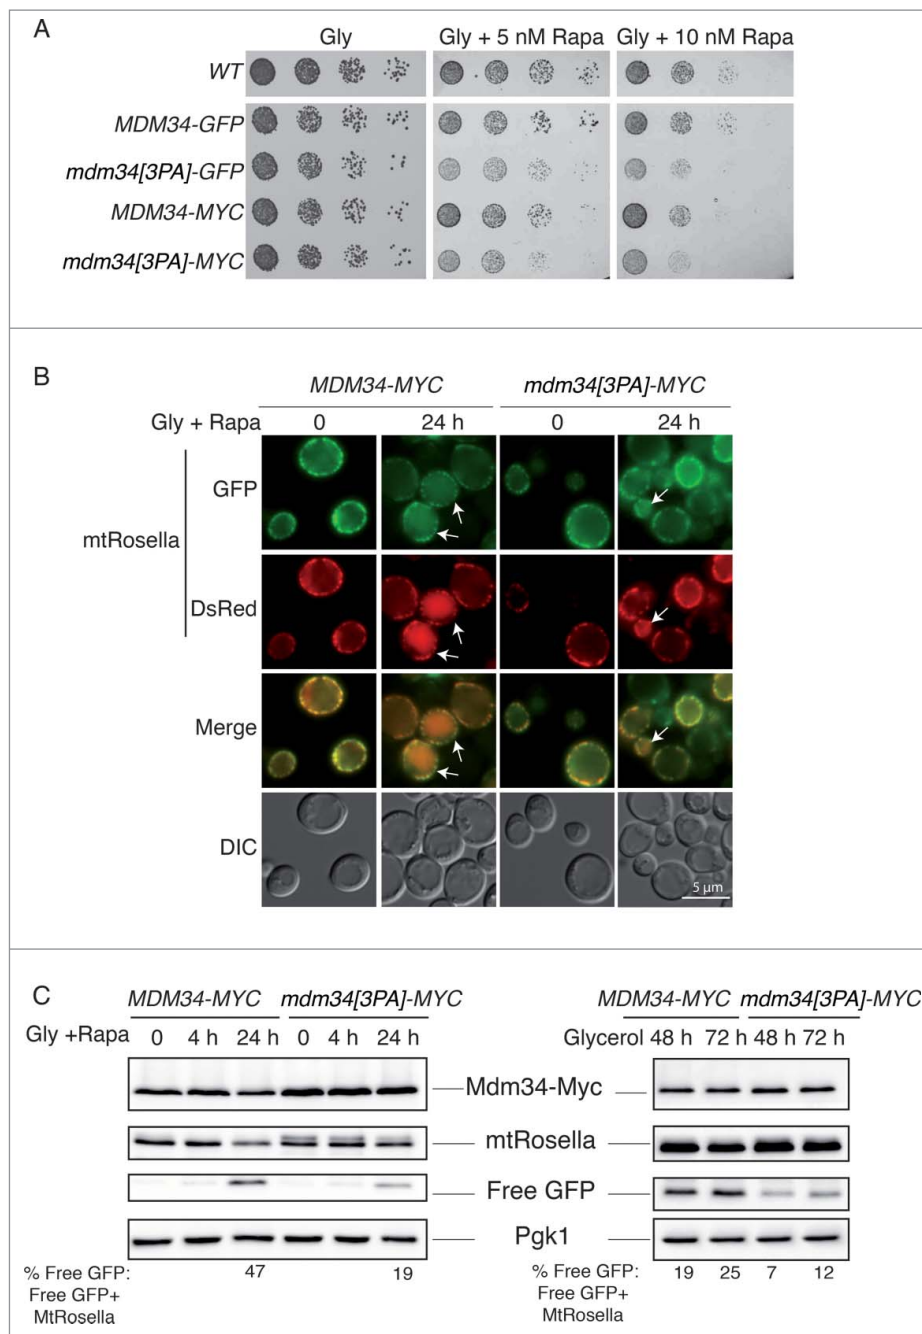 A
Gly
Gly + 5 nM Rapa
Gly + 10 nM Rapa
WT
MDM34-GFP
mdm34[3PA]-GFP
MDM34-MYC
mdm34[3PA]-MYC
B
MDM34-MYC
mdm34[3PA]-MYC
Gly + Rapa
0
24 h
0
24 h
mtRosella
GFP
DsRed
Merge
DIC
5 µm
C
MDM34-MYC
mdm34[3PA]-MYC
Gly +Rapa
0
4 h
24 h
0
4 h
24 h
MDM34-MYC
mdm34[3PA]-MYC
Glycerol
48 h
72 h
48 h
72 h
Mdm34-Myc
mtRosella
Free GFP
Pgk1
% Free GFP:
Free GFP+
MtRosella
47
19
% Free GFP:
Free GFP+
MtRosella
19
25
7
12